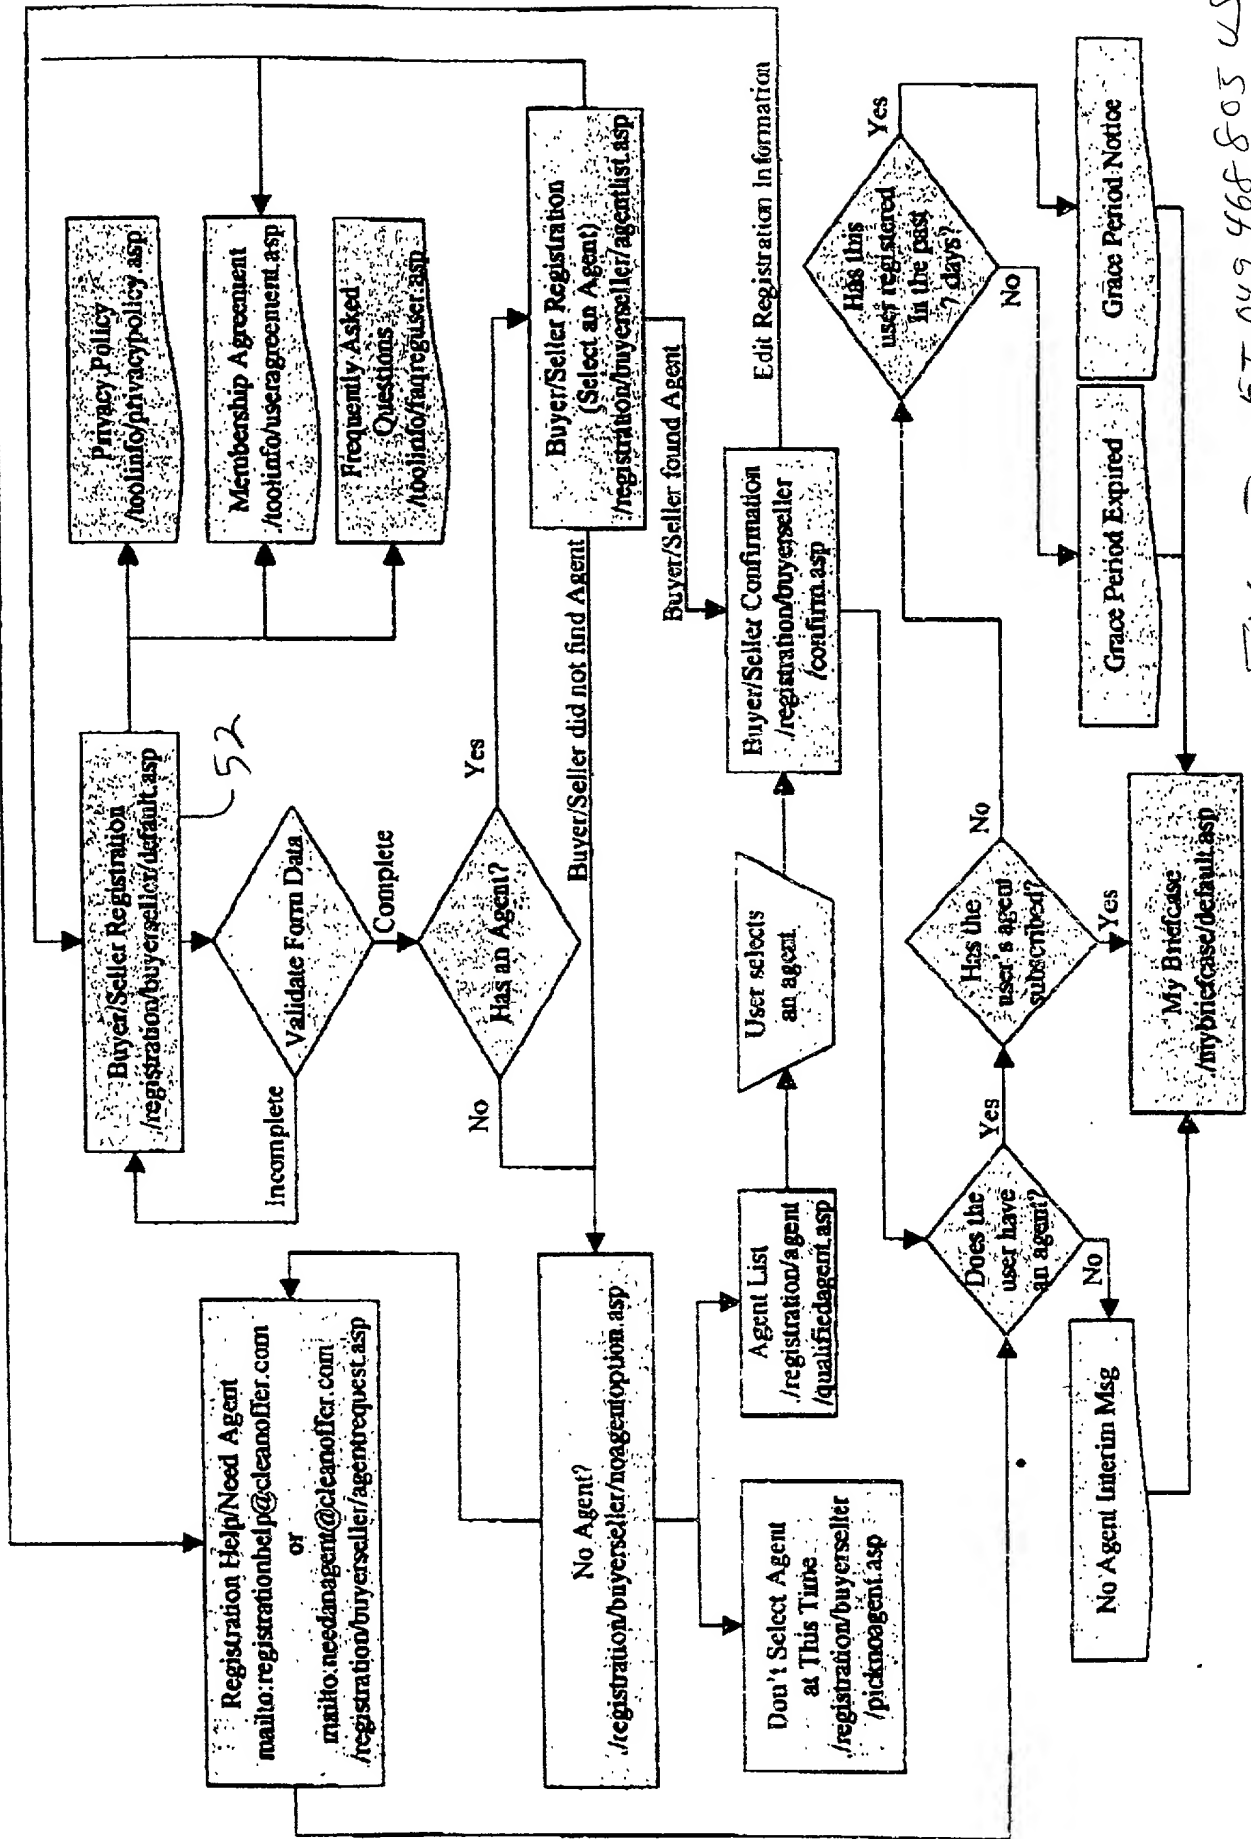 Registration Help/Need Agent
mailto:registrationhelp@cleanoffer.com
or
mailto:needanagent@cleanoffer.com
/registration/buyerseller/agentrequest.asp
Buyer/Seller Registration
/registration/buyerseller/default.asp
52
Privacy Policy
/toolinfo/privacypolicy.asp
Membership Agreement
/toolinfo/useragreement.asp
Frequently Asked
Questions
/toolinfo/faqreguser.asp
Validate Form Data
Incomplete
Complete
Has an Agent?
No
Yes
Buyer/Seller Registration
(Select an Agent)
/registration/buyerseller/agentlist.asp
Buyer/Seller did not find Agent
Buyer/Seller found Agent
No Agent?
./registration/buyerseller/noagentoption.asp
Don't Select Agent
at This Time
./registration/buyerseller
/picknoagent.asp
Agent List
./registration/agent
/qualifiedagent.asp
User selects
an agent
Buyer/Seller Confirmation
./registration/buyerseller
/confirm.asp
Edit Registration Information
Does the
user have
an agent?
Yes
No
Has the
user's agent
subscribed?
No
Yes
Has this
user registered
in the past
7 days?
Yes
No
No Agent Interim Msg
My Briefcase
./mybriefcase/default.asp
Grace Period Expired
Grace Period Notice